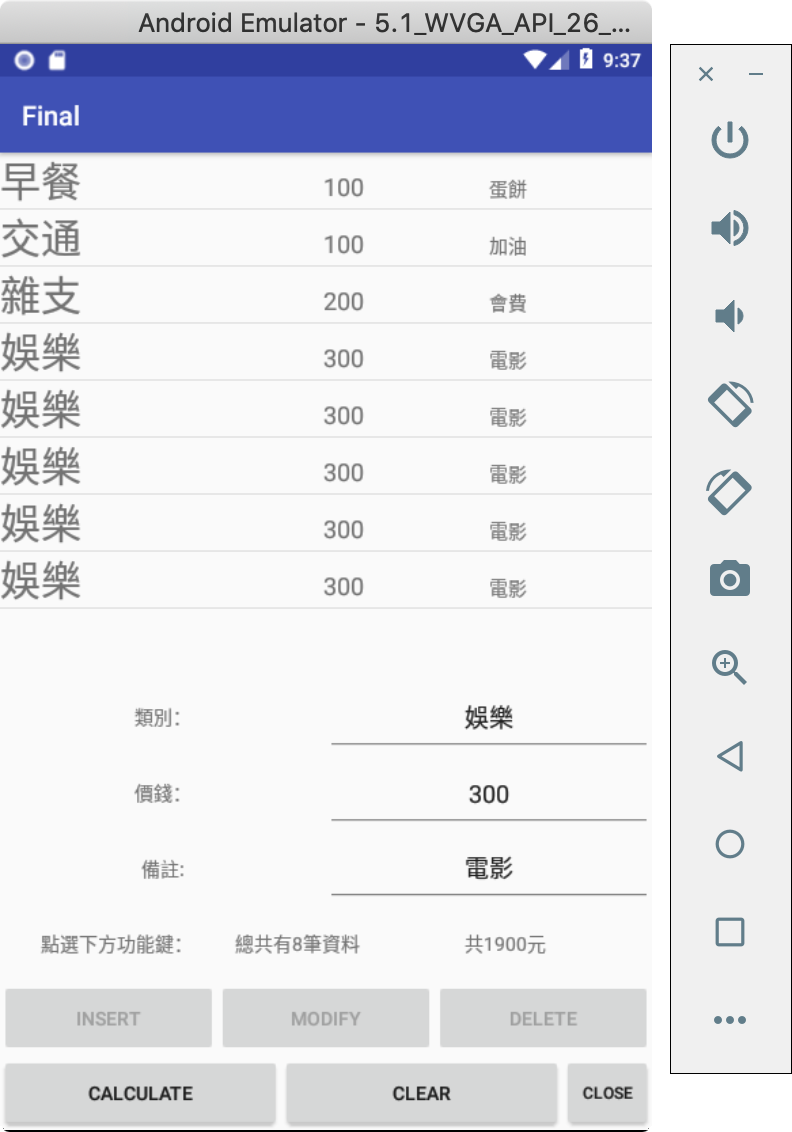 Android Emulator - 5.1_WVGA_API_26_...
9:37
Final
早餐 100 蛋餅
交通 100 加油
雜支 200 會費
娛樂 300 電影
娛樂 300 電影
娛樂 300 電影
娛樂 300 電影
娛樂 300 電影
類別： 娛樂
價錢： 300
備註: 電影
點選下方功能鍵： 總共有8筆資料 共1900元
INSERT MODIFY DELETE
CALCULATE CLEAR CLOSE